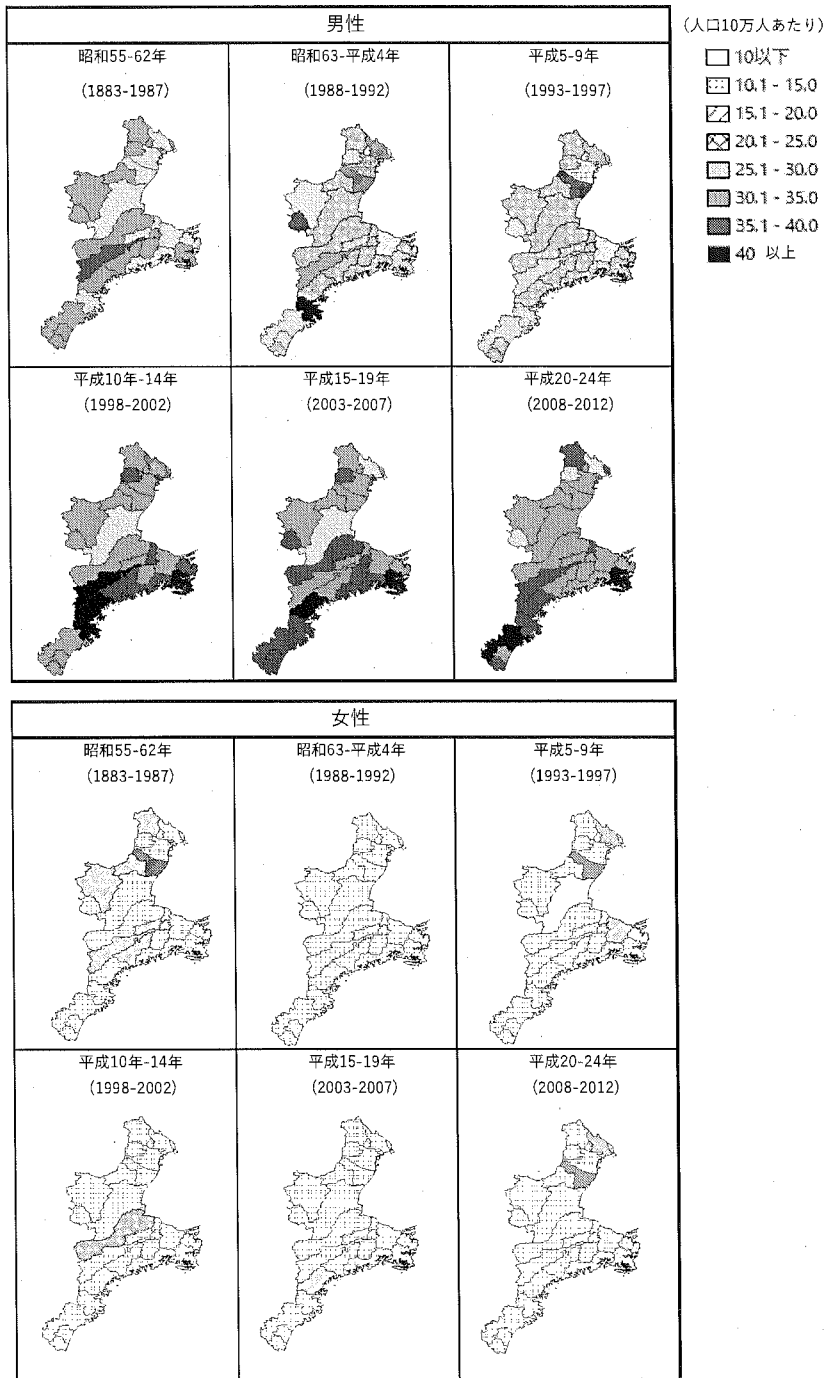 男性
(人口10万人あたり)
10以下
10.1 - 15.0
15.1 - 20.0
20.1 - 25.0
25.1 - 30.0
30.1 - 35.0
35.1 - 40.0
40 以上
昭和55-62年
(1883-1987)
昭和63-平成4年
(1988-1992)
平成5-9年
(1993-1997)
平成10年-14年
(1998-2002)
平成15-19年
(2003-2007)
平成20-24年
(2008-2012)
女性
昭和55-62年
(1883-1987)
昭和63-平成4年
(1988-1992)
平成5-9年
(1993-1997)
平成10年-14年
(1998-2002)
平成15-19年
(2003-2007)
平成20-24年
(2008-2012)